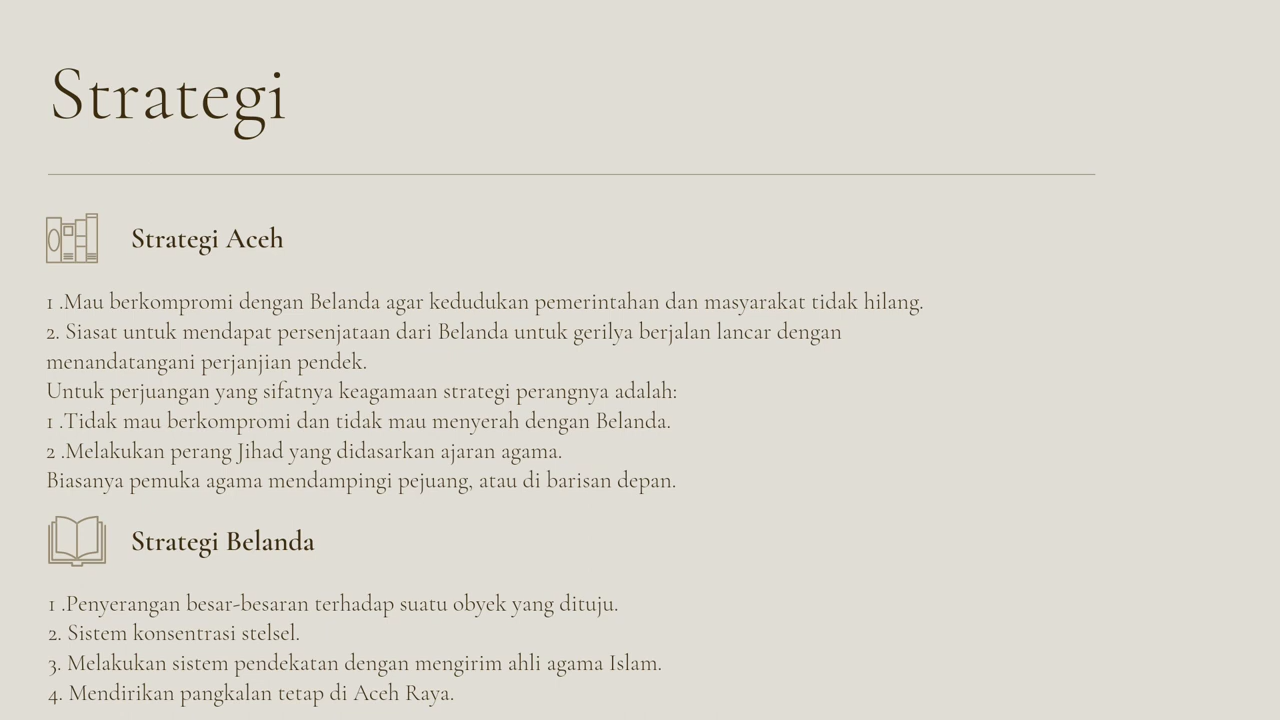 Strategi
Strategi Aceh
1 .Mau berkompromi dengan Belanda agar kedudukan pemerintahan dan masyarakat tidak hilang.
2. Siasat untuk mendapat persenjataan dari Belanda untuk gerilya berjalan lancar dengan
menandatangani perjanjian pendek.
Untuk perjuangan yang sifatnya keagamaan strategi perangnya adalah:
1 .Tidak mau berkompromi dan tidak mau menyerah dengan Belanda.
2 .Melakukan perang Jihad yang didasarkan ajaran agama.
Biasanya pemuka agama mendampingi pejuang, atau di barisan depan.
Strategi Belanda
1 .Penyerangan besar-besaran terhadap suatu obyek yang dituju.
2. Sistem konsentrasi stelsel.
3. Melakukan sistem pendekatan dengan mengirim ahli agama Islam.
4. Mendirikan pangkalan tetap di Aceh Raya.